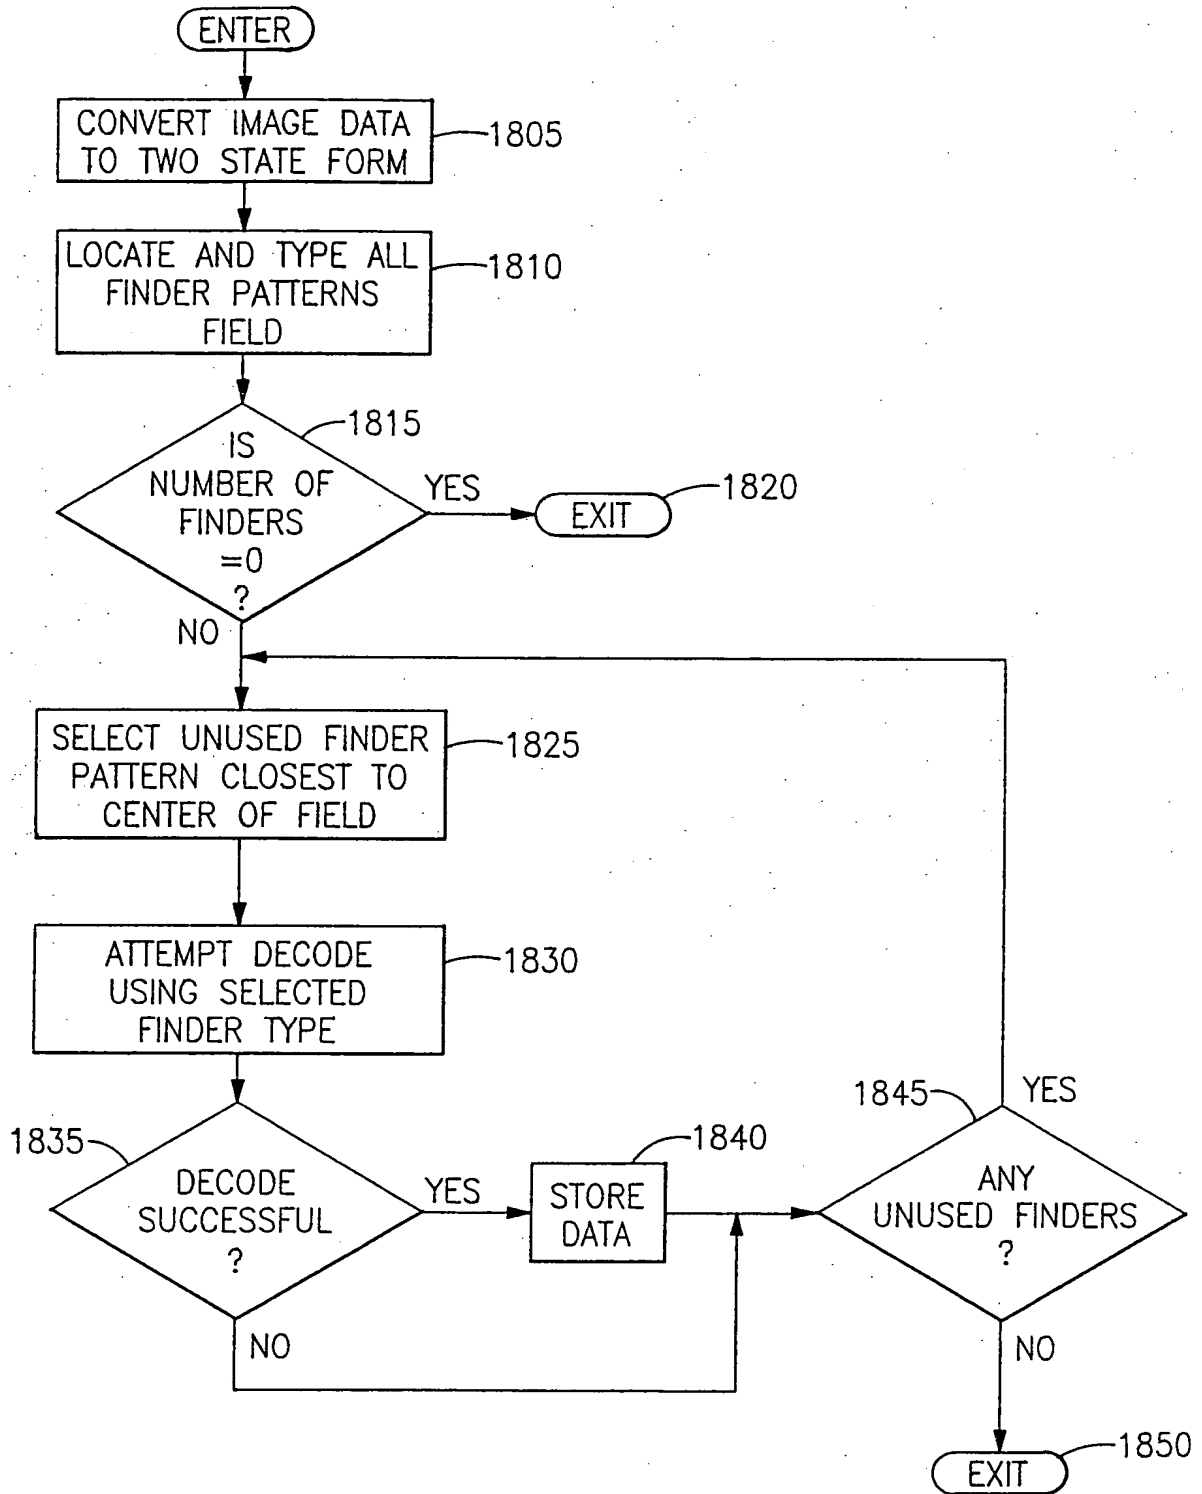 ENTER
CONVERT IMAGE DATA
TO TWO STATE FORM
1805
LOCATE AND TYPE ALL
FINDER PATTERNS
FIELD
1810
1815
IS
NUMBER OF
FINDERS
=0
?
YES
EXIT
1820
NO
SELECT UNUSED FINDER
PATTERN CLOSEST TO
CENTER OF FIELD
1825
ATTEMPT DECODE
USING SELECTED
FINDER TYPE
1830
1835
DECODE
SUCCESSFUL
?
YES
NO
1840
STORE
DATA
1845
YES
ANY
UNUSED FINDERS
?
NO
EXIT
1850